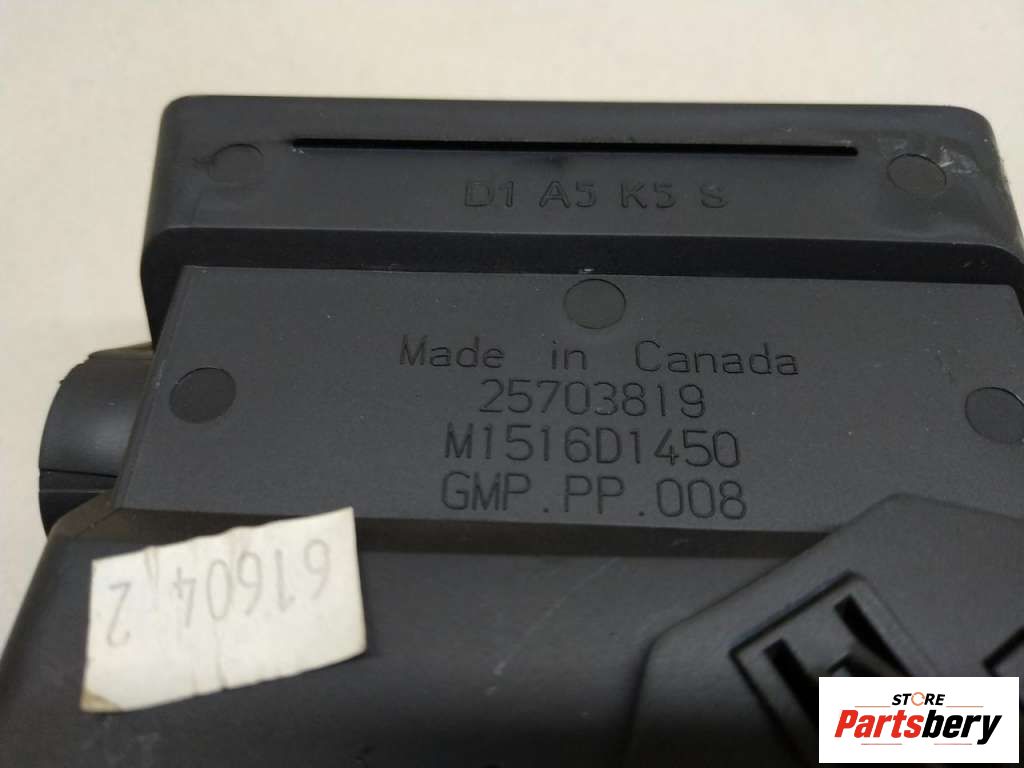 D1 A5 K5 S
Made in Canada
25703819
M1516D1450
GMP.PP.008
61604 2
STORE
Partsbery